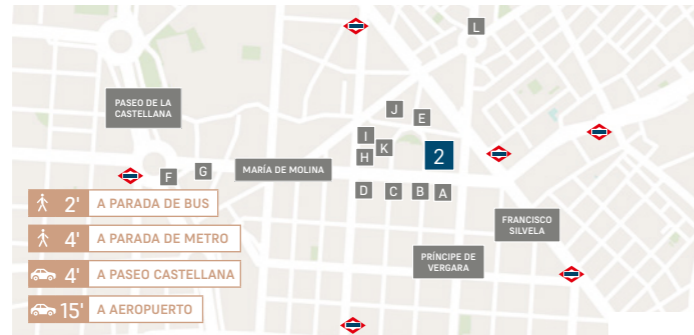 L
J
E
PASEO DE LA
CASTELLANA
I
K
H
2
F
G
MARÍA DE MOLINA
D
C
B
A
2' A PARADA DE BUS
4' A PARADA DE METRO
4' A PASEO CASTELLANA
15' A AEROPUERTO
FRANCISCO
SILVELA
PRÍNCIPE DE
VERGARA